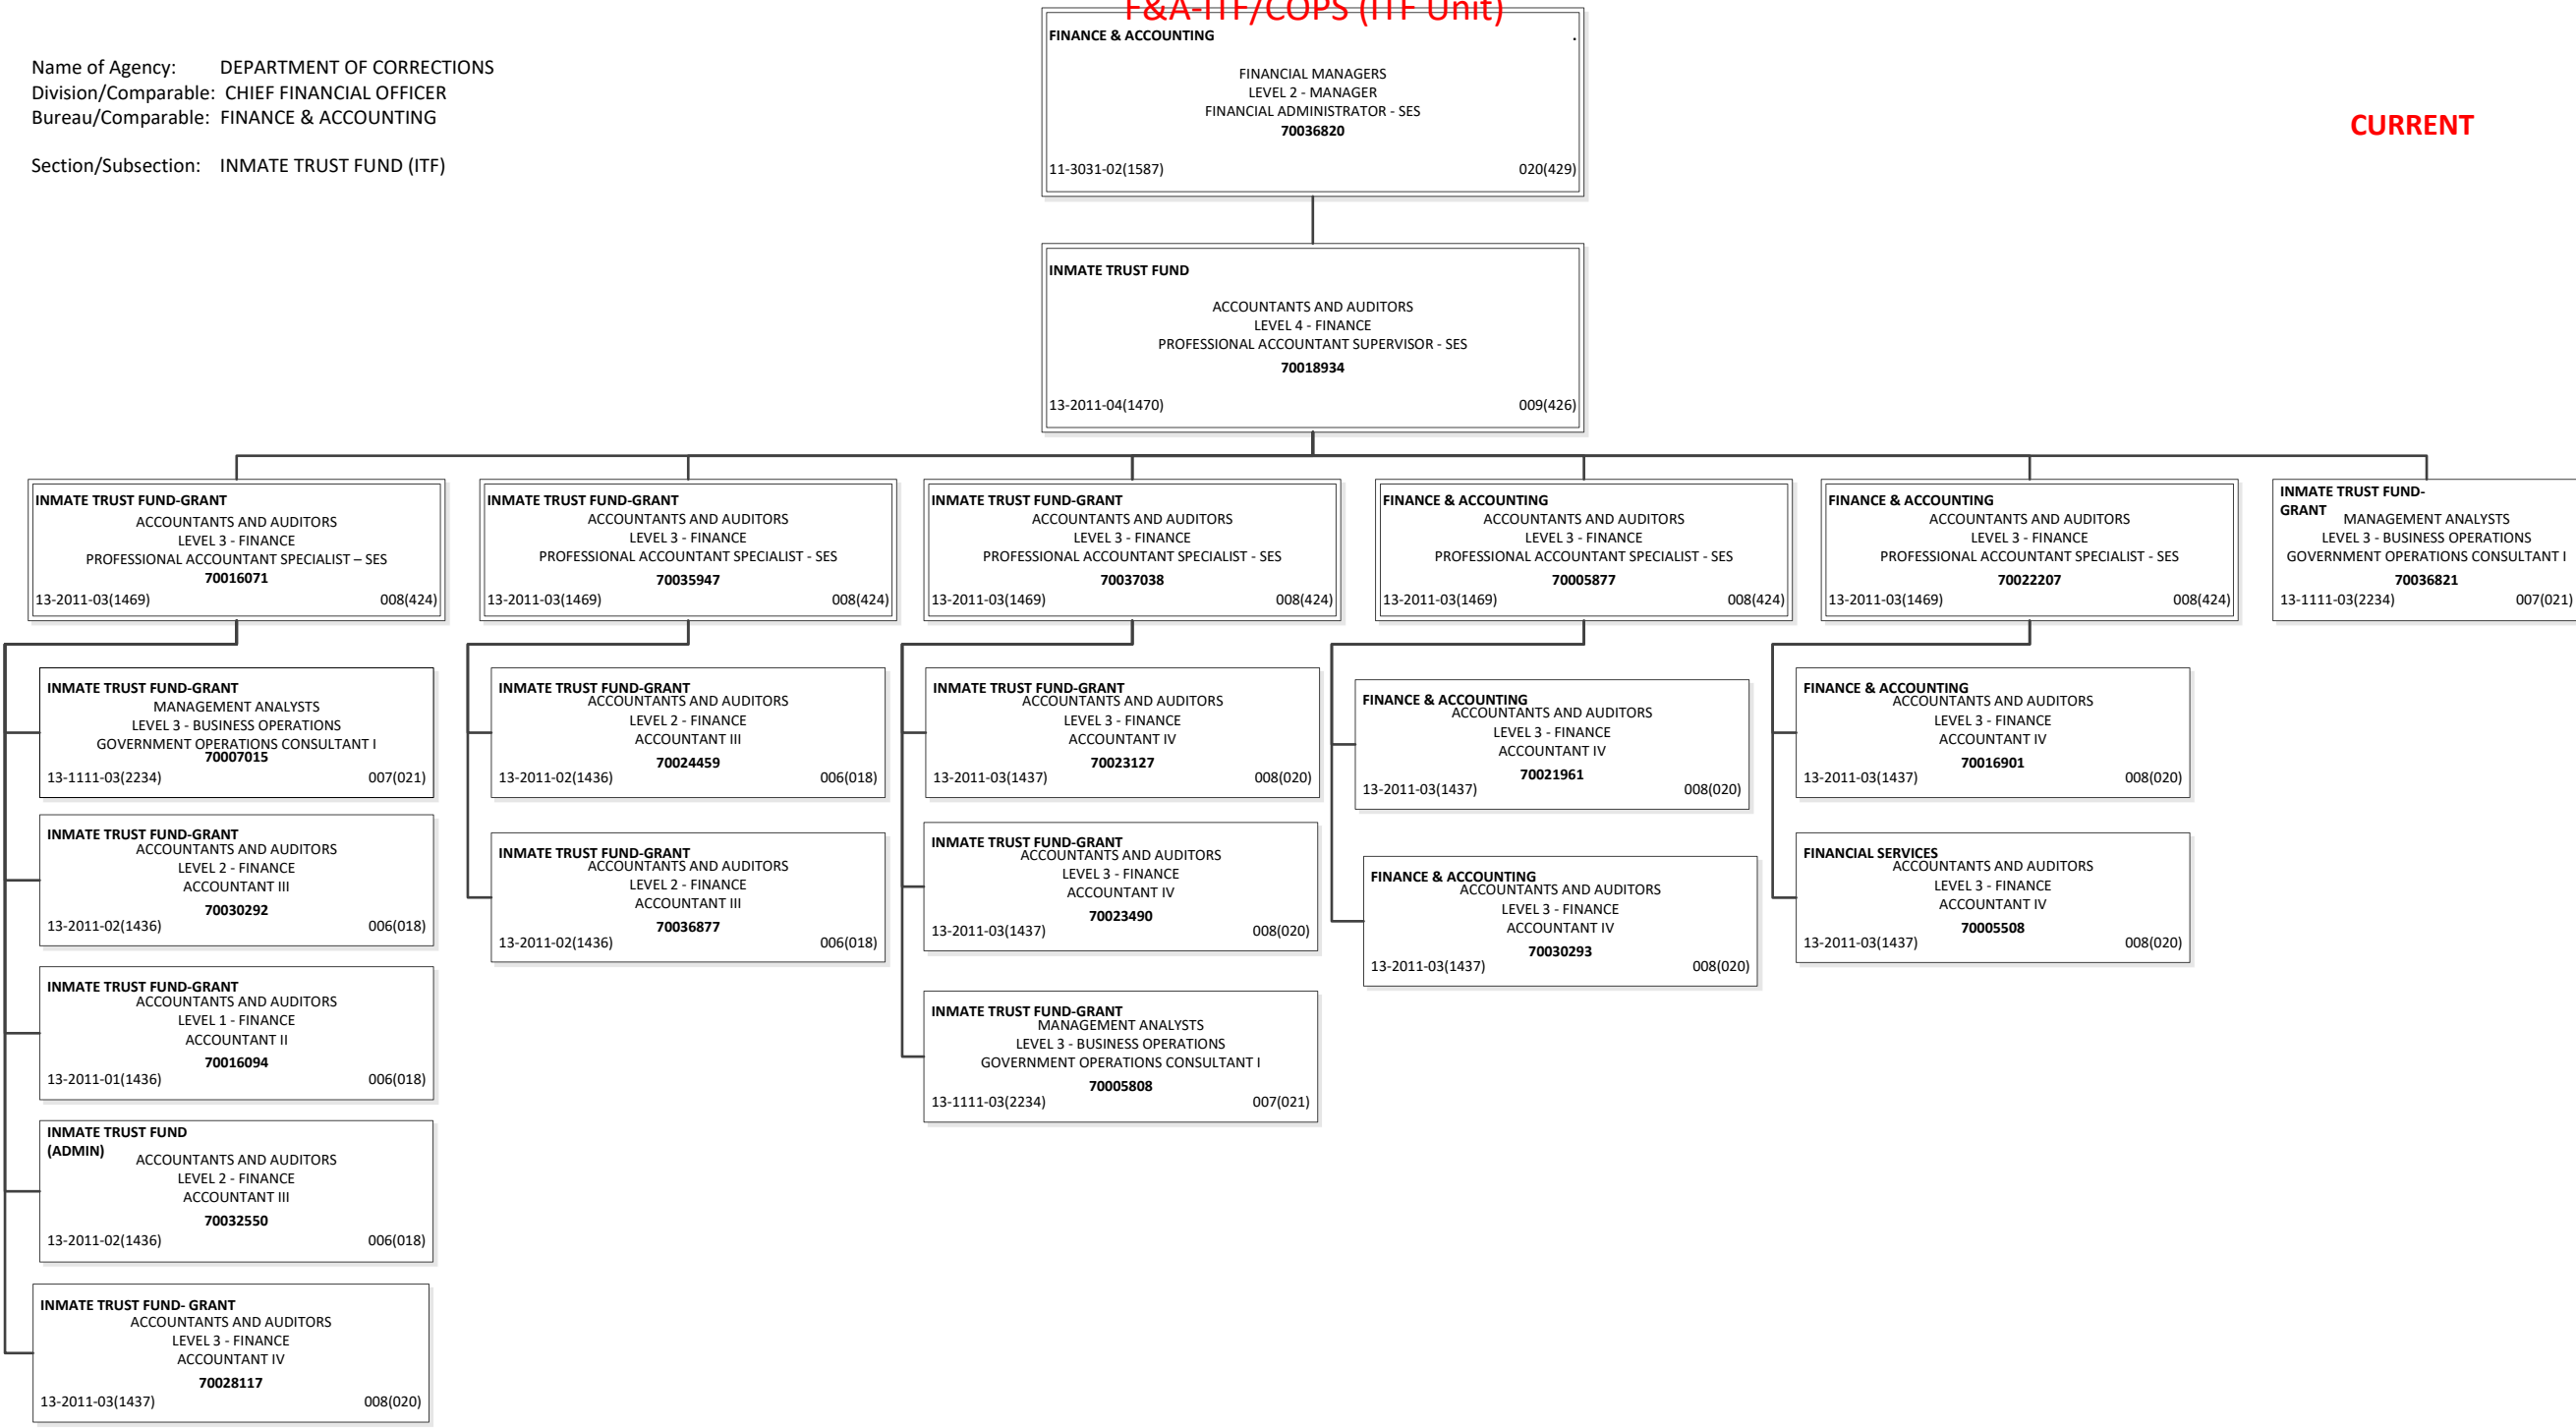 F&A-ITF/COPS (ITF Unit)
Name of Agency: DEPARTMENT OF CORRECTIONS
Division/Comparable: CHIEF FINANCIAL OFFICER
Bureau/Comparable: FINANCE & ACCOUNTING
Section/Subsection: INMATE TRUST FUND (ITF)
CURRENT
FINANCE & ACCOUNTING .
FINANCIAL MANAGERS
LEVEL 2 - MANAGER
FINANCIAL ADMINISTRATOR - SES
70036820
11-3031-02(1587) 020(429)
INMATE TRUST FUND
ACCOUNTANTS AND AUDITORS
LEVEL 4 - FINANCE
PROFESSIONAL ACCOUNTANT SUPERVISOR - SES
70018934
13-2011-04(1470) 009(426)
INMATE TRUST FUND-GRANT
ACCOUNTANTS AND AUDITORS
LEVEL 3 - FINANCE
PROFESSIONAL ACCOUNTANT SPECIALIST – SES
70016071
13-2011-03(1469) 008(424)
INMATE TRUST FUND-GRANT
ACCOUNTANTS AND AUDITORS
LEVEL 3 - FINANCE
PROFESSIONAL ACCOUNTANT SPECIALIST - SES
70035947
13-2011-03(1469) 008(424)
INMATE TRUST FUND-GRANT
ACCOUNTANTS AND AUDITORS
LEVEL 3 - FINANCE
PROFESSIONAL ACCOUNTANT SPECIALIST - SES
70037038
13-2011-03(1469) 008(424)
FINANCE & ACCOUNTING
ACCOUNTANTS AND AUDITORS
LEVEL 3 - FINANCE
PROFESSIONAL ACCOUNTANT SPECIALIST - SES
70005877
13-2011-03(1469) 008(424)
FINANCE & ACCOUNTING
ACCOUNTANTS AND AUDITORS
LEVEL 3 - FINANCE
PROFESSIONAL ACCOUNTANT SPECIALIST - SES
70022207
13-2011-03(1469) 008(424)
INMATE TRUST FUND-
GRANT
MANAGEMENT ANALYSTS
LEVEL 3 - BUSINESS OPERATIONS
GOVERNMENT OPERATIONS CONSULTANT I
70036821
13-1111-03(2234) 007(021)
INMATE TRUST FUND-GRANT
MANAGEMENT ANALYSTS
LEVEL 3 - BUSINESS OPERATIONS
GOVERNMENT OPERATIONS CONSULTANT I
70007015
13-1111-03(2234) 007(021)
INMATE TRUST FUND-GRANT
ACCOUNTANTS AND AUDITORS
LEVEL 2 - FINANCE
ACCOUNTANT III
70030292
13-2011-02(1436) 006(018)
INMATE TRUST FUND-GRANT
ACCOUNTANTS AND AUDITORS
LEVEL 1 - FINANCE
ACCOUNTANT II
70016094
13-2011-01(1436) 006(018)
INMATE TRUST FUND
(ADMIN)
ACCOUNTANTS AND AUDITORS
LEVEL 2 - FINANCE
ACCOUNTANT III
70032550
13-2011-02(1436) 006(018)
INMATE TRUST FUND- GRANT
ACCOUNTANTS AND AUDITORS
LEVEL 3 - FINANCE
ACCOUNTANT IV
70028117
13-2011-03(1437) 008(020)
INMATE TRUST FUND-GRANT
ACCOUNTANTS AND AUDITORS
LEVEL 2 - FINANCE
ACCOUNTANT III
70024459
13-2011-02(1436) 006(018)
INMATE TRUST FUND-GRANT
ACCOUNTANTS AND AUDITORS
LEVEL 2 - FINANCE
ACCOUNTANT III
70036877
13-2011-02(1436) 006(018)
INMATE TRUST FUND-GRANT
ACCOUNTANTS AND AUDITORS
LEVEL 3 - FINANCE
ACCOUNTANT IV
70023127
13-2011-03(1437) 008(020)
INMATE TRUST FUND-GRANT
ACCOUNTANTS AND AUDITORS
LEVEL 3 - FINANCE
ACCOUNTANT IV
70023490
13-2011-03(1437) 008(020)
INMATE TRUST FUND-GRANT
MANAGEMENT ANALYSTS
LEVEL 3 - BUSINESS OPERATIONS
GOVERNMENT OPERATIONS CONSULTANT I
70005808
13-1111-03(2234) 007(021)
FINANCE & ACCOUNTING
ACCOUNTANTS AND AUDITORS
LEVEL 3 - FINANCE
ACCOUNTANT IV
70021961
13-2011-03(1437) 008(020)
FINANCE & ACCOUNTING
ACCOUNTANTS AND AUDITORS
LEVEL 3 - FINANCE
ACCOUNTANT IV
70030293
13-2011-03(1437) 008(020)
FINANCE & ACCOUNTING
ACCOUNTANTS AND AUDITORS
LEVEL 3 - FINANCE
ACCOUNTANT IV
70016901
13-2011-03(1437) 008(020)
FINANCIAL SERVICES
ACCOUNTANTS AND AUDITORS
LEVEL 3 - FINANCE
ACCOUNTANT IV
70005508
13-2011-03(1437) 008(020)